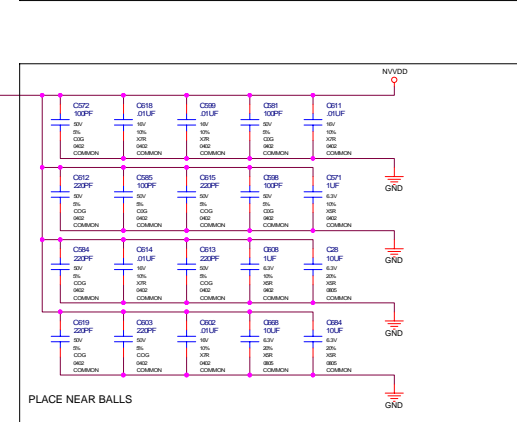 NVVDD
C572 C618 C599 C581 C611
100PF .01UF .01UF 100PF .01UF
50V 16V 16V 50V 16V
5% 10% 10% 5% 10%
C0G X7R X7R C0G X7R
0402 0402 0402 0402 0402
COMMON COMMON COMMON COMMON COMMON
GND
C612 C585 C615 C598 C571
220PF 100PF 220PF 100PF 1UF
50V 50V 50V 50V 6.3V
5% 5% 5% 5% 10%
COG C0G COG C0G X5R
0402 0402 0402 0402 0402
COMMON COMMON COMMON COMMON COMMON
GND
C584 C614 C613 C608 C28
220PF .01UF 220PF 1UF 10UF
50V 16V 50V 6.3V 6.3V
5% 10% 5% 10% 20%
COG X7R COG X5R X5R
0402 0402 0402 0402 0805
COMMON COMMON COMMON COMMON COMMON
GND
C619 C603 C602 C668 C694
220PF 220PF .01UF 10UF 10UF
50V 50V 16V 6.3V 6.3V
5% 5% 10% 20% 20%
COG COG X7R X5R X5R
0402 0402 0402 0805 0805
COMMON COMMON COMMON COMMON COMMON
GND
PLACE NEAR BALLS